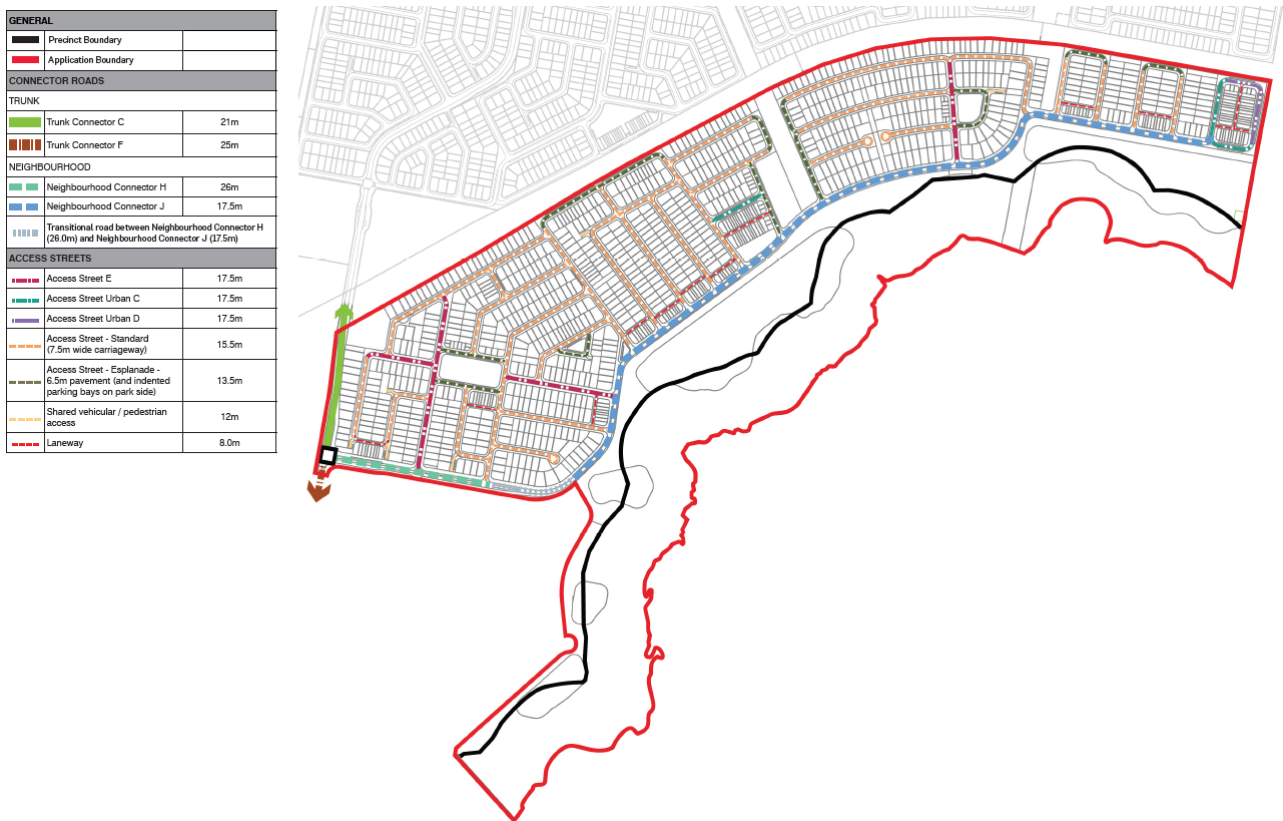 GENERAL
Precinct Boundary
Application Boundary
CONNECTOR ROADS
TRUNK
Trunk Connector C 21m
Trunk Connector F 25m
NEIGHBOURHOOD
Neighbourhood Connector H 26m
Neighbourhood Connector J 17.5m
Transitional road between Neighbourhood Connector H
(26.0m) and Neighbourhood Connector J (17.5m)
ACCESS STREETS
Access Street E 17.5m
Access Street Urban C 17.5m
Access Street Urban D 17.5m
Access Street - Standard
(7.5m wide carriageway) 15.5m
Access Street - Esplanade -
6.5m pavement (and indented
parking bays on park side) 13.5m
Shared vehicular / pedestrian
access 12m
Laneway 8.0m